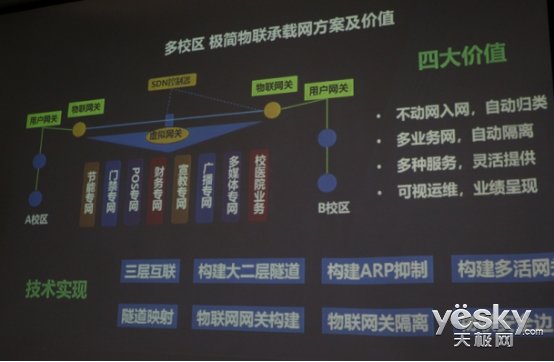 多校区 极简物联承载网方案及价值
四大价值
SDN控制器
用户网关
物联网关
物联网关
用户网关
虚拟网关
节能专网
门禁专网
POS专网
财务专网
宣教专网
广播专网
多媒体专网
校医院业务
A校区
B校区
• 不动网入网，自动归类
• 多业务网，自动隔离
• 多种服务，灵活提供
• 可视运维，业绩呈现
技术实现
三层互联
构建大二层隧道
构建ARP抑制
构建多活网
隧道映射
物联网网关构建
物联网关隔离
边
yesky
天极网